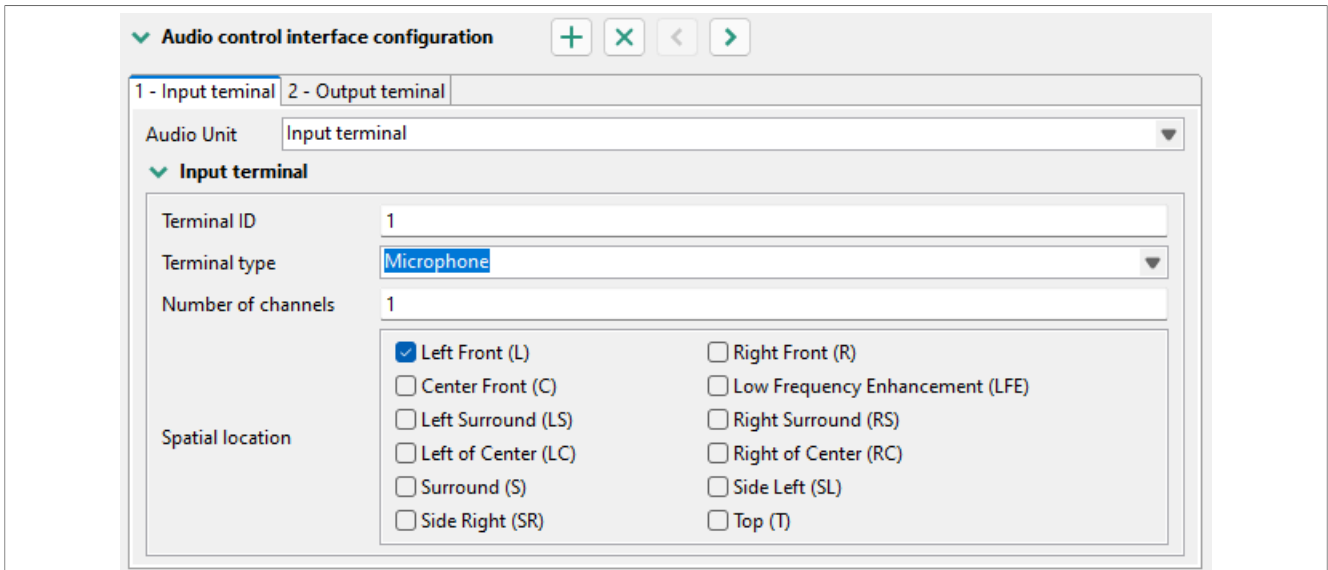 Audio control interface configuration
1 - Input teminal 2 - Output teminal
Audio Unit Input terminal
Input terminal
Terminal ID 1
Terminal type Microphone
Number of channels 1
Left Front (L) Right Front (R)
Center Front (C) Low Frequency Enhancement (LFE)
Left Surround (LS) Right Surround (RS)
Spatial location
Left of Center (LC) Right of Center (RC)
Surround (S) Side Left (SL)
Side Right (SR) Top (T)